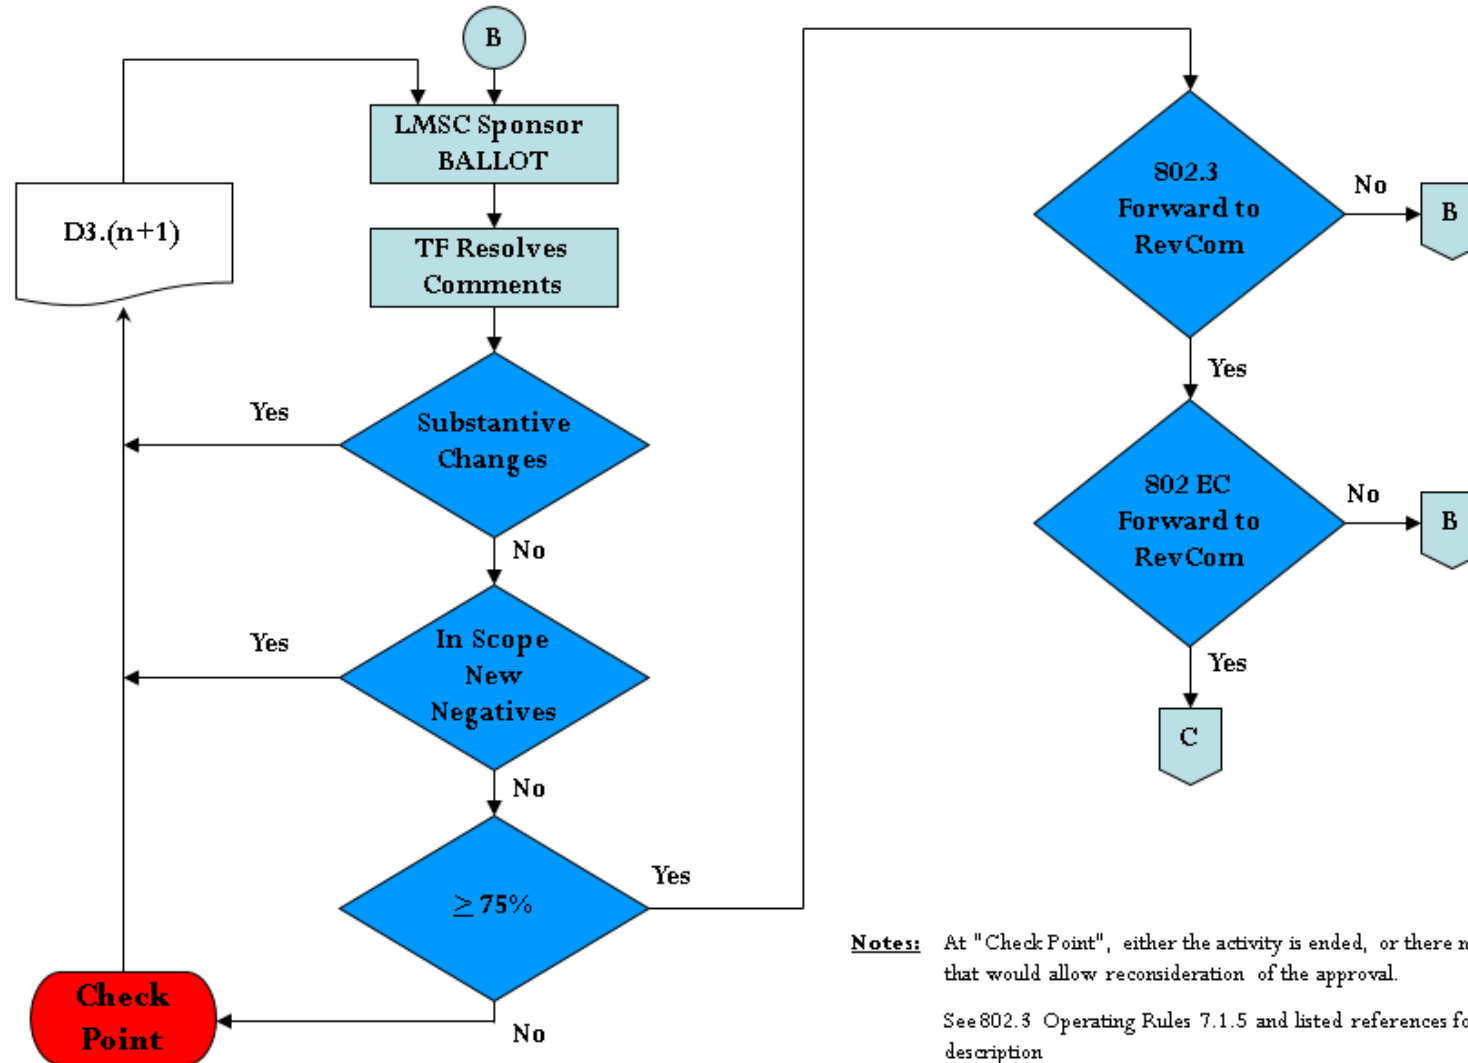 B
LMSC Sponsor
BALLOT
D3.(n+1)
TF Resolves
Comments
Yes
Substantive
Changes
No
Yes
In Scope
New
Negatives
No
≥ 75%
Yes
No
Check
Point
802.3
Forward to
RevCom
No
B
Yes
802 EC
Forward to
RevCom
No
B
Yes
C
Notes: At "Check Point", either the activity is ended, or there
that would allow reconsideration of the approval.
See 802.3 Operating Rules 7.1.5 and listed references
description